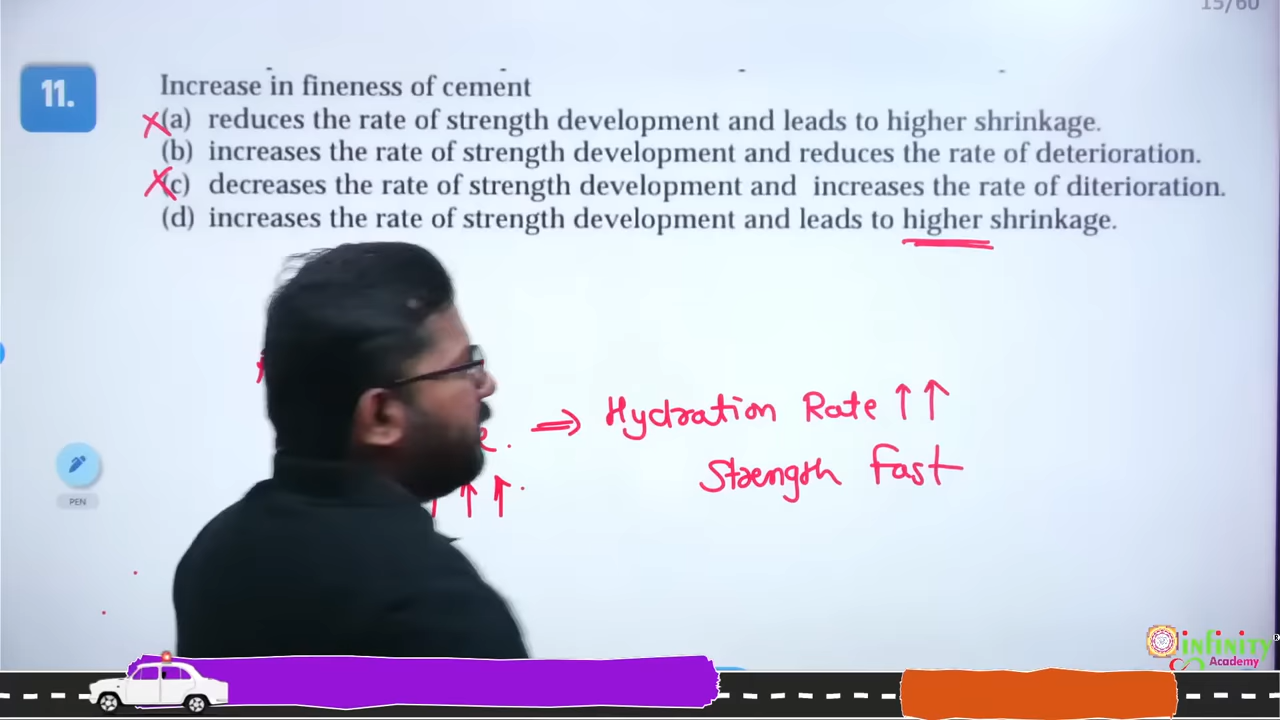 15/60
11.
Increase in fineness of cement
(a) reduces the rate of strength development and leads to higher shrinkage.
(b) increases the rate of strength development and reduces the rate of deterioration.
(c) decreases the rate of strength development and increases the rate of diterioration.
(d) increases the rate of strength development and leads to higher shrinkage.
⇒ Hydration Rate ↑↑
Strength fast
↑ ↑
PEN
infinity
Academy